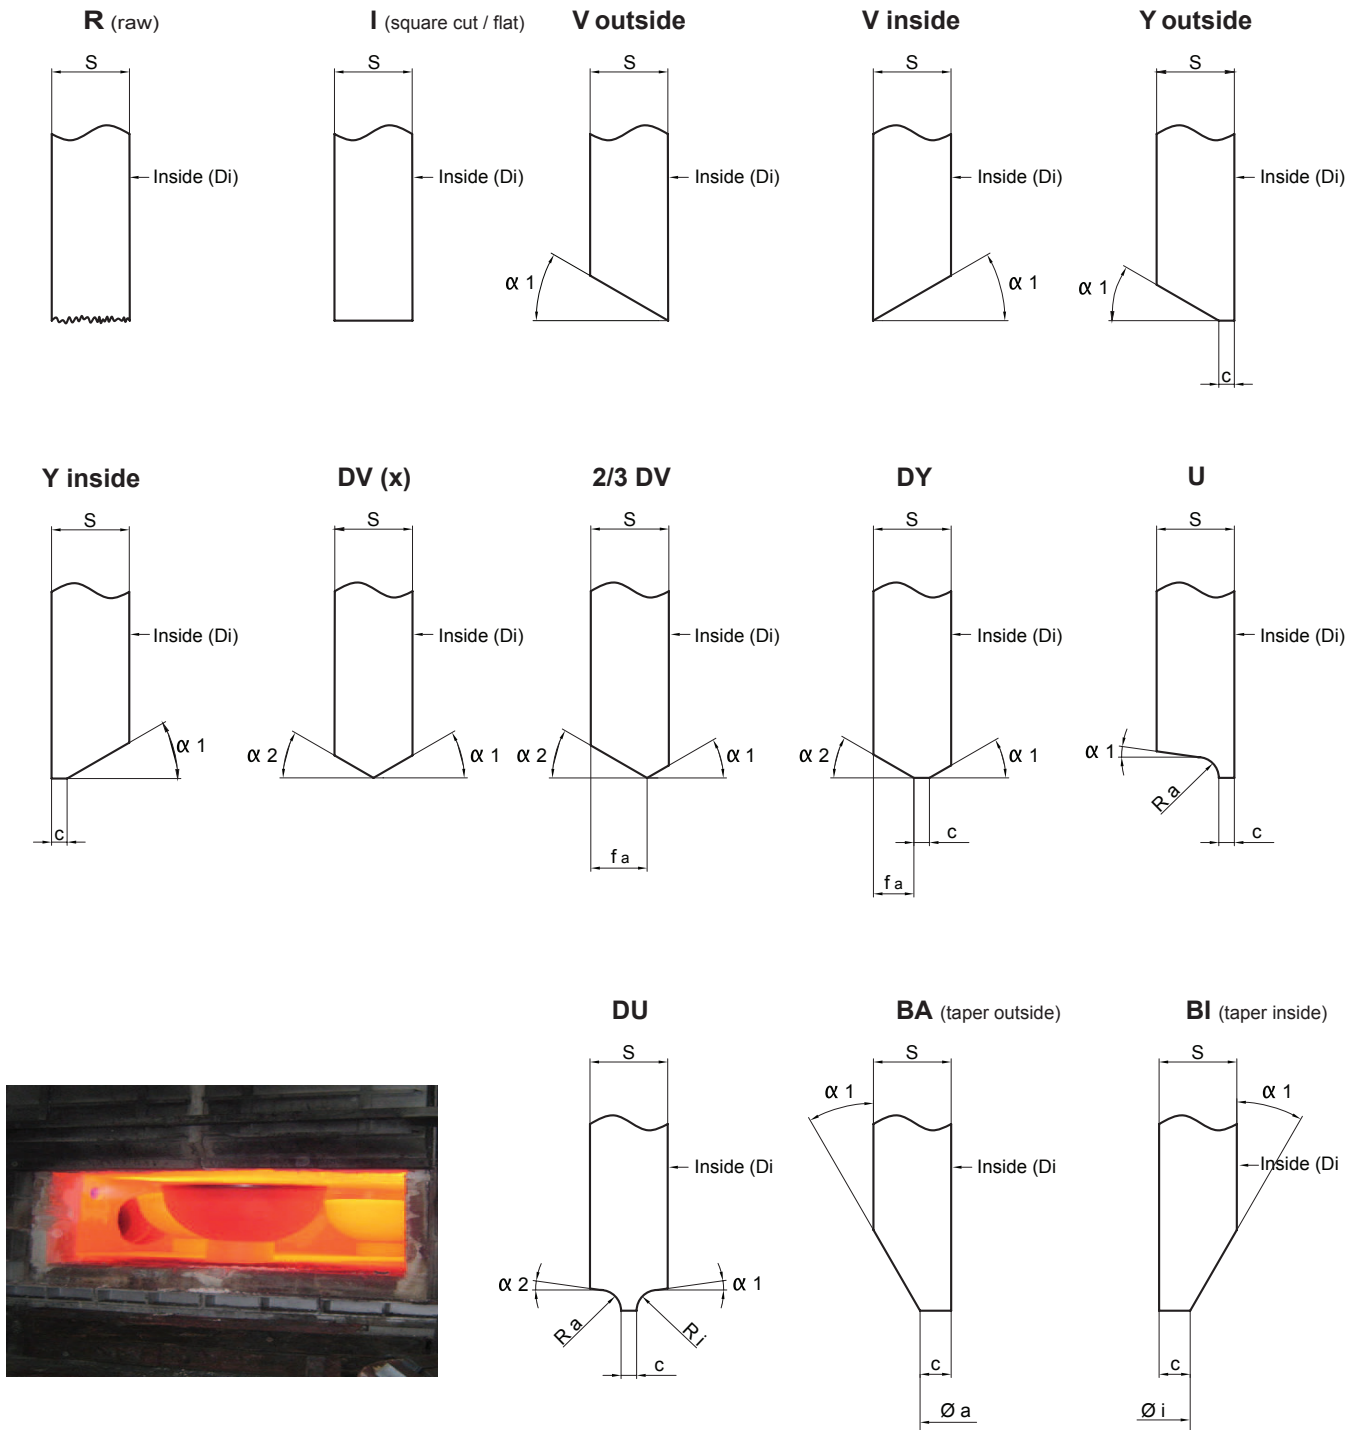 R (raw)
I (square cut / flat)
V outside
V inside
Y outside
S
S
S
S
S
Inside (Di)
Inside (Di)
Inside (Di)
Inside (Di)
Inside (Di)
α 1
α 1
α 1
c
Y inside
DV (x)
2/3 DV
DY
U
S
S
S
S
S
Inside (Di)
Inside (Di)
Inside (Di)
Inside (Di)
Inside (Di)
α 1
α 2
α 1
α 2
α 1
α 2
α 1
α 1
R a
c
c
c
f a
f a
DU
BA (taper outside)
BI (taper inside)
S
S
S
α 1
α 1
Inside (Di
Inside (Di
Inside (Di
α 2
α 1
R a
R i
c
c
c
Ø a
Ø i